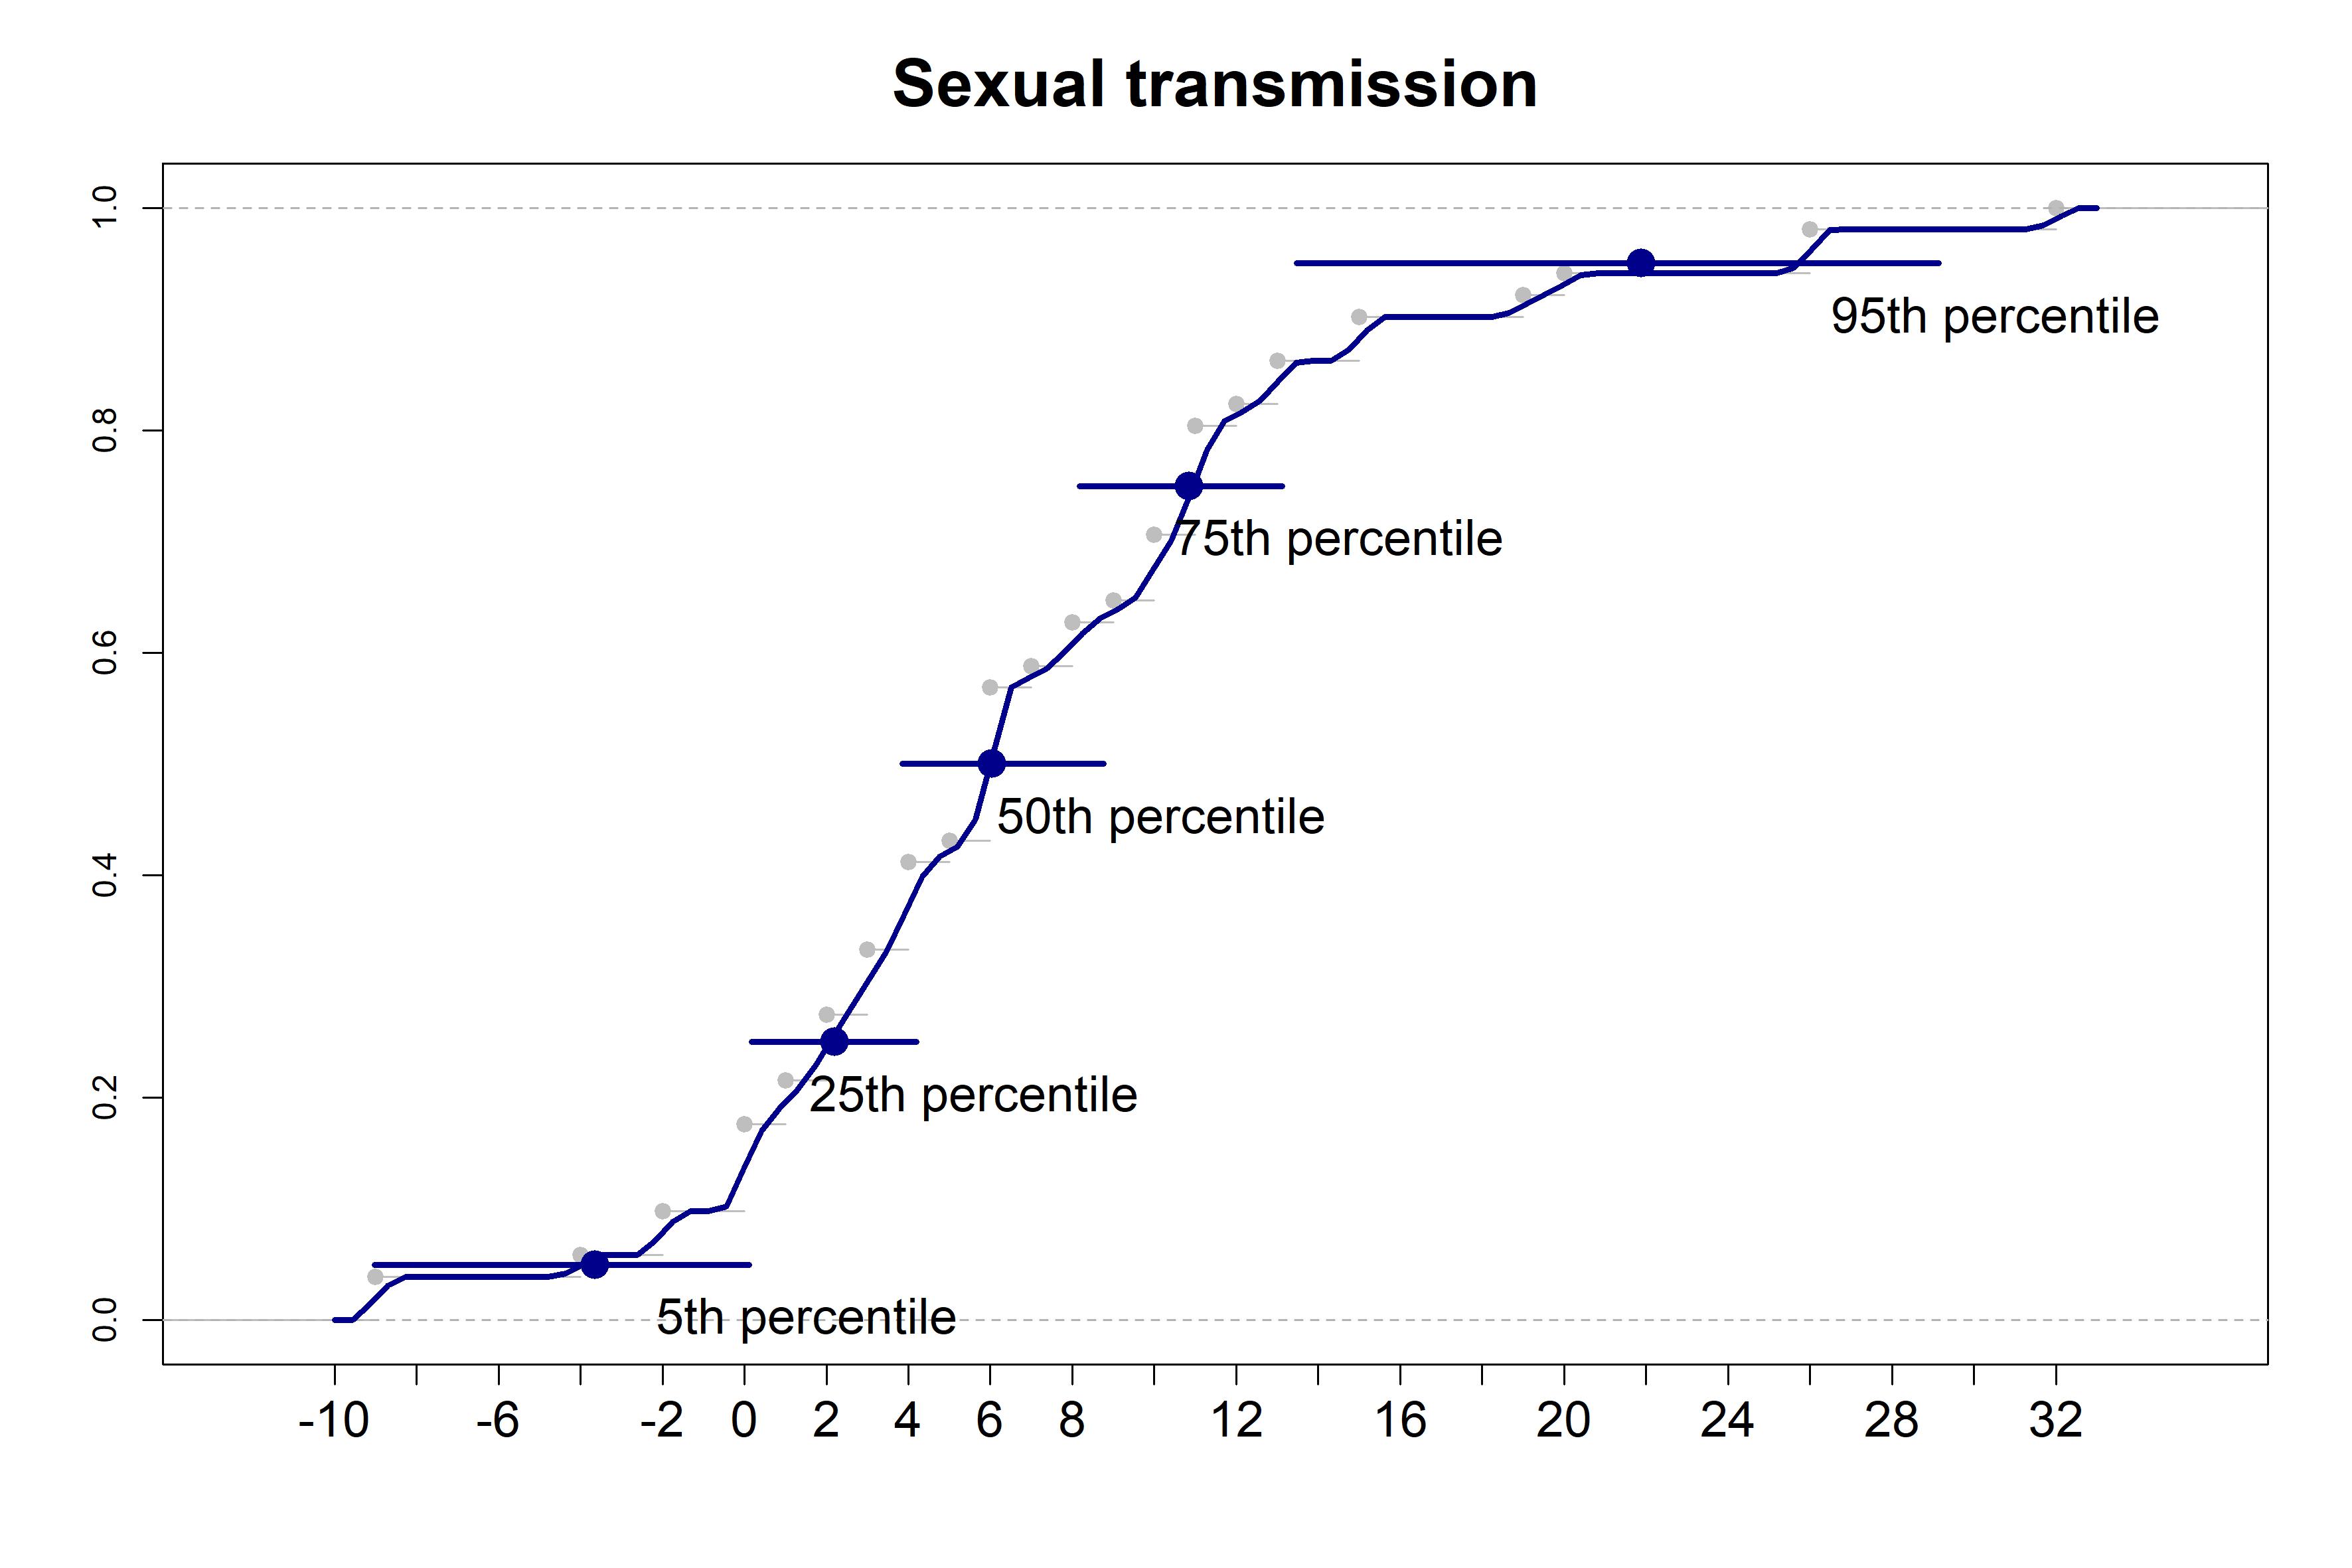 Sexual transmission
1.0
0.8
0.6
0.4
0.2
0.0
95th percentile
75th percentile
50th percentile
25th percentile
5th percentile
-10 -6 -2 0 2 4 6 8 12 16 20 24 28 32